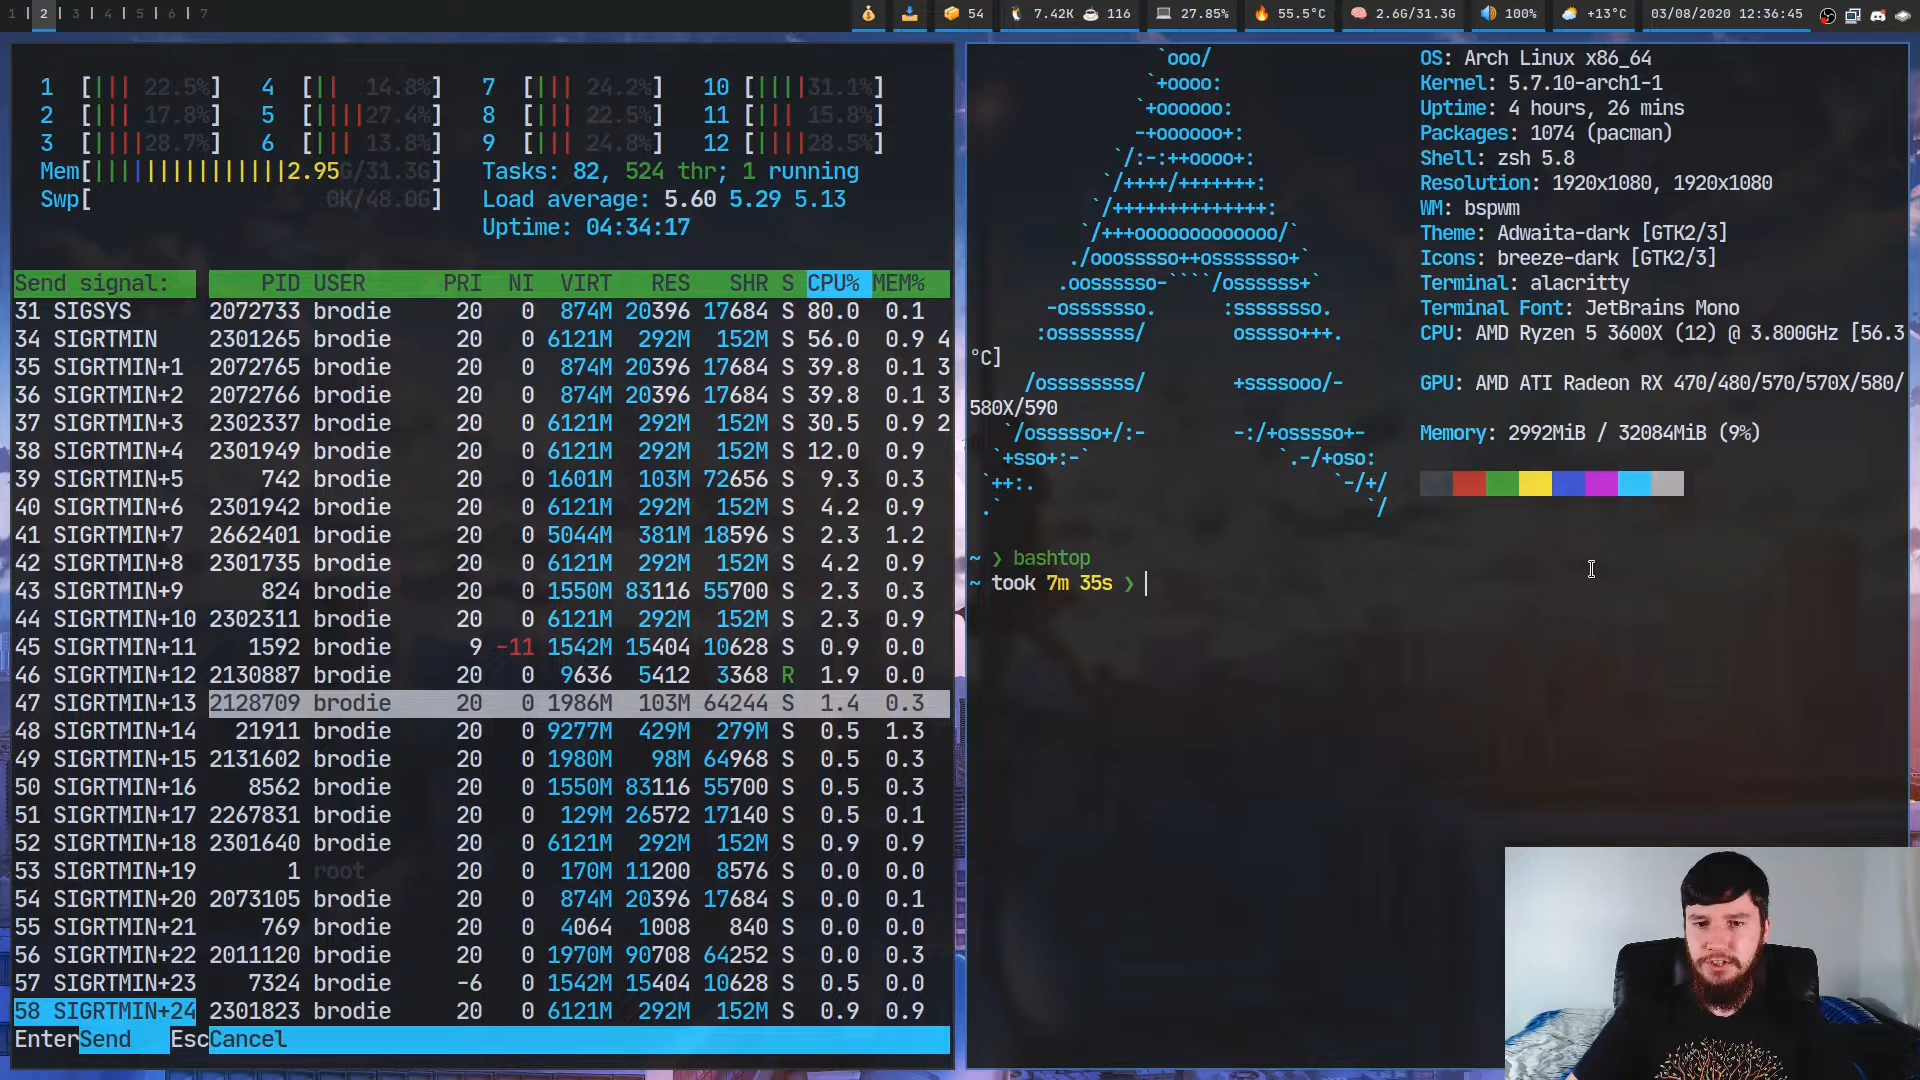 1 | 2 | 3 | 4 | 5 | 6 | 7
54 7.42K 116 27.85% 55.5°C 2.6G/31.3G 100% +13°C 03/08/2020 12:36:45
1 [||| 22.5%] 4 [|| 14.8%] 7 [||| 24.2%] 10 [||||31.1%]
2 [||| 17.8%] 5 [||||27.4%] 8 [||| 22.5%] 11 [||| 15.8%]
3 [||||28.7%] 6 [||| 13.8%] 9 [||| 24.8%] 12 [||||28.5%]
Mem[|||||||||||||||2.95G/31.3G] Tasks: 82, 524 thr; 1 running
Swp[ 0K/48.0G] Load average: 5.60 5.29 5.13
Uptime: 04:34:17
Send signal: PID USER PRI NI VIRT RES SHR S CPU% MEM%
31 SIGSYS 2072733 brodie 20 0 874M 20396 17684 S 80.0 0.1
34 SIGRTMIN 2301265 brodie 20 0 6121M 292M 152M S 56.0 0.9 4
35 SIGRTMIN+1 2072765 brodie 20 0 874M 20396 17684 S 39.8 0.1 3
36 SIGRTMIN+2 2072766 brodie 20 0 874M 20396 17684 S 39.8 0.1 3
37 SIGRTMIN+3 2302337 brodie 20 0 6121M 292M 152M S 30.5 0.9 2
38 SIGRTMIN+4 2301949 brodie 20 0 6121M 292M 152M S 12.0 0.9
39 SIGRTMIN+5 742 brodie 20 0 1601M 103M 72656 S 9.3 0.3
40 SIGRTMIN+6 2301942 brodie 20 0 6121M 292M 152M S 4.2 0.9
41 SIGRTMIN+7 2662401 brodie 20 0 5044M 381M 18596 S 2.3 1.2
42 SIGRTMIN+8 2301735 brodie 20 0 6121M 292M 152M S 4.2 0.9
43 SIGRTMIN+9 824 brodie 20 0 1550M 83116 55700 S 2.3 0.3
44 SIGRTMIN+10 2302311 brodie 20 0 6121M 292M 152M S 2.3 0.9
45 SIGRTMIN+11 1592 brodie 9 -11 1542M 15404 10628 S 0.9 0.0
46 SIGRTMIN+12 2130887 brodie 20 0 9636 5412 3368 R 1.9 0.0
47 SIGRTMIN+13 2128709 brodie 20 0 1986M 103M 64244 S 1.4 0.3
48 SIGRTMIN+14 21911 brodie 20 0 9277M 429M 279M S 0.5 1.3
49 SIGRTMIN+15 2131602 brodie 20 0 1980M 98M 64968 S 0.5 0.3
50 SIGRTMIN+16 8562 brodie 20 0 1550M 83116 55700 S 0.5 0.3
51 SIGRTMIN+17 2267831 brodie 20 0 129M 26572 17140 S 0.5 0.1
52 SIGRTMIN+18 2301640 brodie 20 0 6121M 292M 152M S 0.9 0.9
53 SIGRTMIN+19 1 root 20 0 170M 11200 8576 S 0.0 0.0
54 SIGRTMIN+20 2073105 brodie 20 0 874M 20396 17684 S 0.0 0.1
55 SIGRTMIN+21 769 brodie 20 0 4064 1008 840 S 0.0 0.0
56 SIGRTMIN+22 2011120 brodie 20 0 1970M 90708 64252 S 0.0 0.3
57 SIGRTMIN+23 7324 brodie -6 0 1542M 15404 10628 S 0.5 0.0
58 SIGRTMIN+24 2301823 brodie 20 0 6121M 292M 152M S 0.9 0.9
EnterSend EscCancel
`ooo/ OS: Arch Linux x86_64
`+oooo: Kernel: 5.7.10-arch1-1
`+oooooo: Uptime: 4 hours, 26 mins
-+oooooo+: Packages: 1074 (pacman)
`/:-:++oooo+: Shell: zsh 5.8
`/++++/+++++++: Resolution: 1920x1080, 1920x1080
`/++++++++++++++: WM: bspwm
`/+++ooooooooooooo/` Theme: Adwaita-dark [GTK2/3]
./ooosssso++osssssso+` Icons: breeze-dark [GTK2/3]
.oossssso-````/ossssss+` Terminal: alacritty
-osssssso. :ssssssso. Terminal Font: JetBrains Mono
:osssssss/ osssso+++. CPU: AMD Ryzen 5 3600X (12) @ 3.800GHz [56.3
°C]
/ossssssss/ +ssssooo/- GPU: AMD ATI Radeon RX 470/480/570/570X/580/
580X/590
`/ossssso+/:- -:/+osssso+- Memory: 2992MiB / 32084MiB (9%)
`+sso+:-` `.-/+oso:
`++:. `-/+/
.` `/
~ ❯ bashtop
~ took 7m 35s ❯